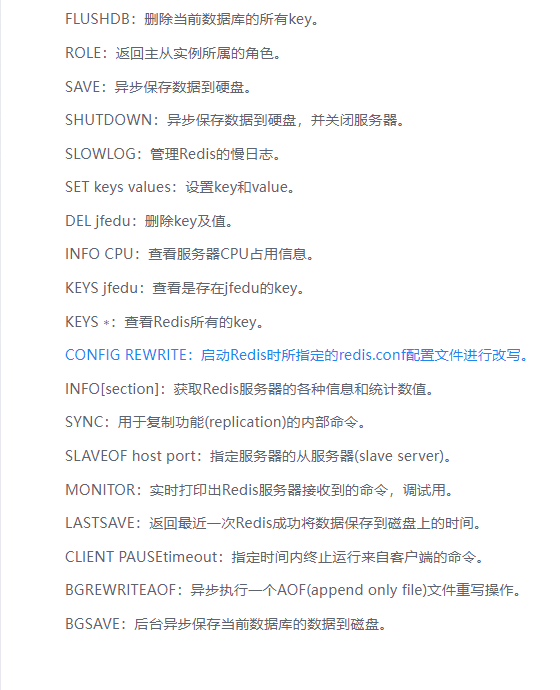 FLUSHDB：删除当前数据库的所有key。
ROLE：返回主从实例所属的角色。
SAVE：异步保存数据到硬盘。
SHUTDOWN：异步保存数据到硬盘，并关闭服务器。
SLOWLOG：管理Redis的慢日志。
SET keys values：设置key和value。
DEL jfedu：删除key及值。
INFO CPU：查看服务器CPU占用信息。
KEYS jfedu：查看是存在jfedu的key。
KEYS *：查看Redis所有的key。
CONFIG REWRITE：启动Redis时所指定的redis.conf配置文件进行改写。
INFO[section]：获取Redis服务器的各种信息和统计数值。
SYNC：用于复制功能(replication)的内部命令。
SLAVEOF host port：指定服务器的从服务器(slave server)。
MONITOR：实时打印出Redis服务器接收到的命令，调试用。
LASTSAVE：返回最近一次Redis成功将数据保存到磁盘上的时间。
CLIENT PAUSEtimeout：指定时间内终止运行来自客户端的命令。
BGREWRITEAOF：异步执行一个AOF(append only file)文件重写操作。
BGSAVE：后台异步保存当前数据库的数据到磁盘。